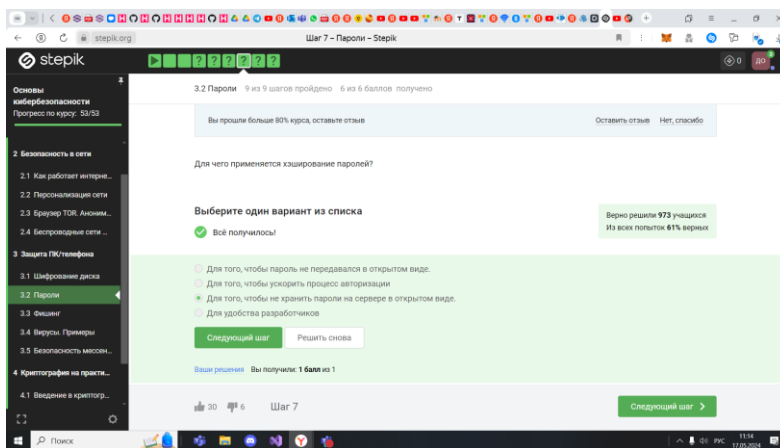 stepik.org
Шаг 7 – Пароли – Stepik
stepik
0
ДО
Основы
кибербезопасности
Прогресс по курсу: 53/53
3.2 Пароли 9 из 9 шагов пройдено 6 из 6 баллов получено
Вы прошли больше 80% курса, оставьте отзыв
Оставить отзыв Нет, спасибо
2 Безопасность в сети
2.1 Как работает интерне...
2.2 Персонализация сети
2.3 Браузер TOR. Аноним...
2.4 Беспроводные сети ...
3 Защита ПК/телефона
3.1 Шифрование диска
3.2 Пароли
3.3 Фишинг
3.4 Вирусы. Примеры
3.5 Безопасность мессен...
4 Криптография на практи...
4.1 Введение в криптогр...
Для чего применяется хэширование паролей?
Выберите один вариант из списка
Всё получилось!
Верно решили 973 учащихся
Из всех попыток 61% верных
Для того, чтобы пароль не передавался в открытом виде.
Для того, чтобы ускорить процесс авторизации
Для того, чтобы не хранить пароли на сервере в открытом виде.
Для удобства разработчиков
Следующий шаг
Решить снова
Ваши решения Вы получили: 1 балл из 1
30 6 Шаг 7
Следующий шаг
Поиск
РУС
11:14
17.05.2024